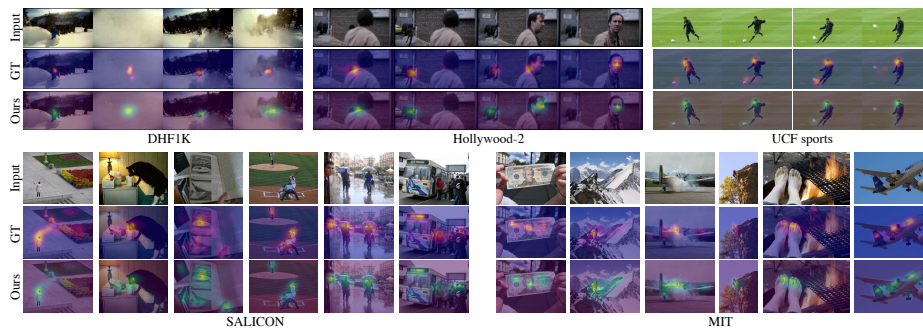 Input
GT
Ours
DHF1K
Hollywood-2
UCF sports
Input
GT
Ours
SALICON
MIT